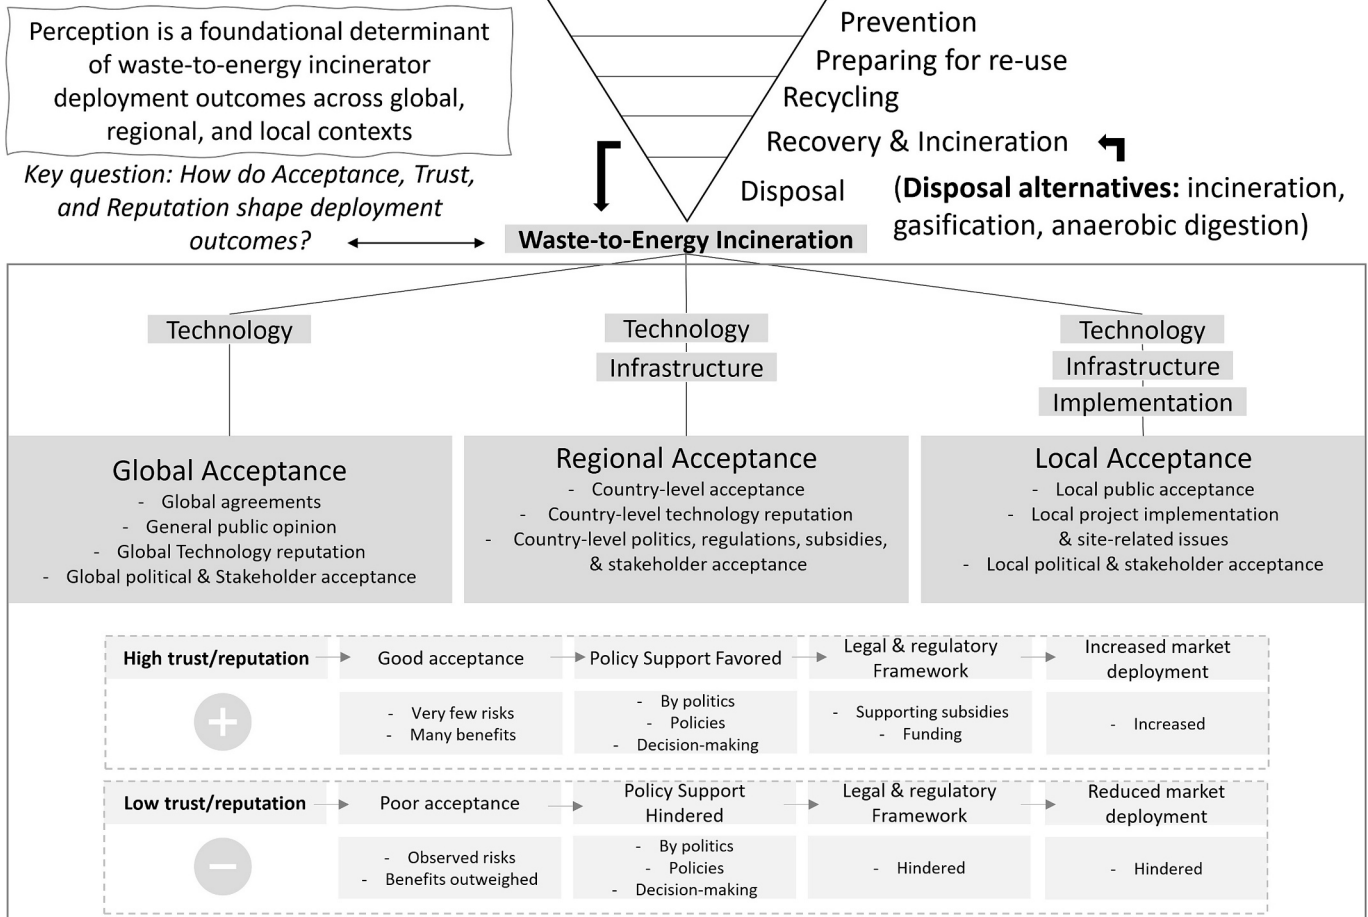 Perception is a foundational determinant
of waste-to-energy incinerator
deployment outcomes across global,
regional, and local contexts
Key question: How do Acceptance, Trust,
and Reputation shape deployment
outcomes?
Prevention
Preparing for re-use
Recycling
Recovery & Incineration
Disposal
(Disposal alternatives: incineration,
gasification, anaerobic digestion)
Waste-to-Energy Incineration
Technology
Technology
Infrastructure
Technology
Infrastructure
Implementation
Global Acceptance
- Global agreements
- General public opinion
- Global Technology reputation
- Global political & Stakeholder acceptance
Regional Acceptance
- Country-level acceptance
- Country-level technology reputation
- Country-level politics, regulations, subsidies,
& stakeholder acceptance
Local Acceptance
- Local public acceptance
- Local project implementation
& site-related issues
- Local political & stakeholder acceptance
High trust/reputation
Good acceptance
Policy Support Favored
Legal & regulatory
Framework
Increased market
deployment
+
- Very few risks
- Many benefits
- By politics
- Policies
- Decision-making
- Supporting subsidies
- Funding
- Increased
Low trust/reputation
Poor acceptance
Policy Support
Hindered
Legal & regulatory
Framework
Reduced market
deployment
−
- Observed risks
- Benefits outweighed
- By politics
- Policies
- Decision-making
- Hindered
- Hindered